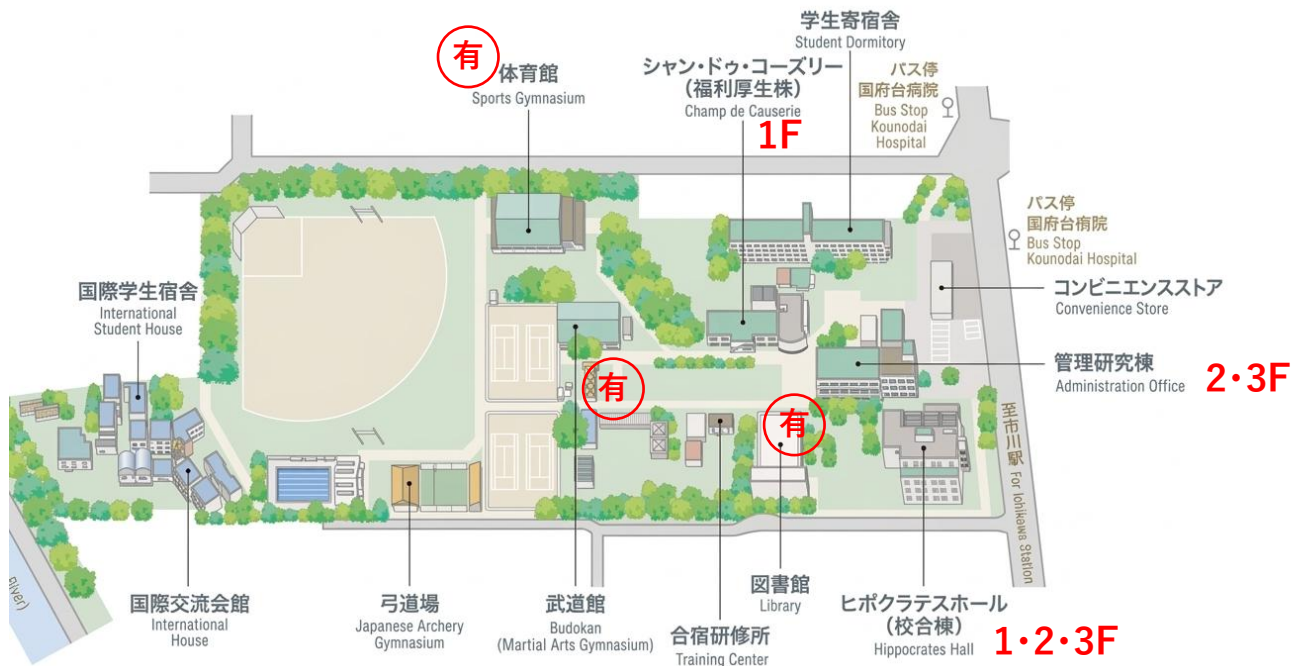 有
体育館
Sports Gymnasium
学生寄宿舎
Student Dormitory
シャン・ドゥ・コーズリー
(福利厚生株)
Champ de Causerie
1F
バス停
国府台病院
Bus Stop
Kounodai
Hospital
バス停
国府台病院
Bus Stop
Kounodai Hospital
コンビニエンスストア
Convenience Store
管理研究棟
Administration Office
2・3F
国際学生宿舎
International
Student House
有
有
至市川駅 For Iohikawa Station
River)
国際交流会館
International
House
弓道場
Japanese Archery
Gymnasium
武道館
Budokan
(Martial Arts Gymnasium)
合宿研修所
Training Center
図書館
Library
ヒポクラテスホール
(校合棟)
Hippocrates Hall
1・2・3F